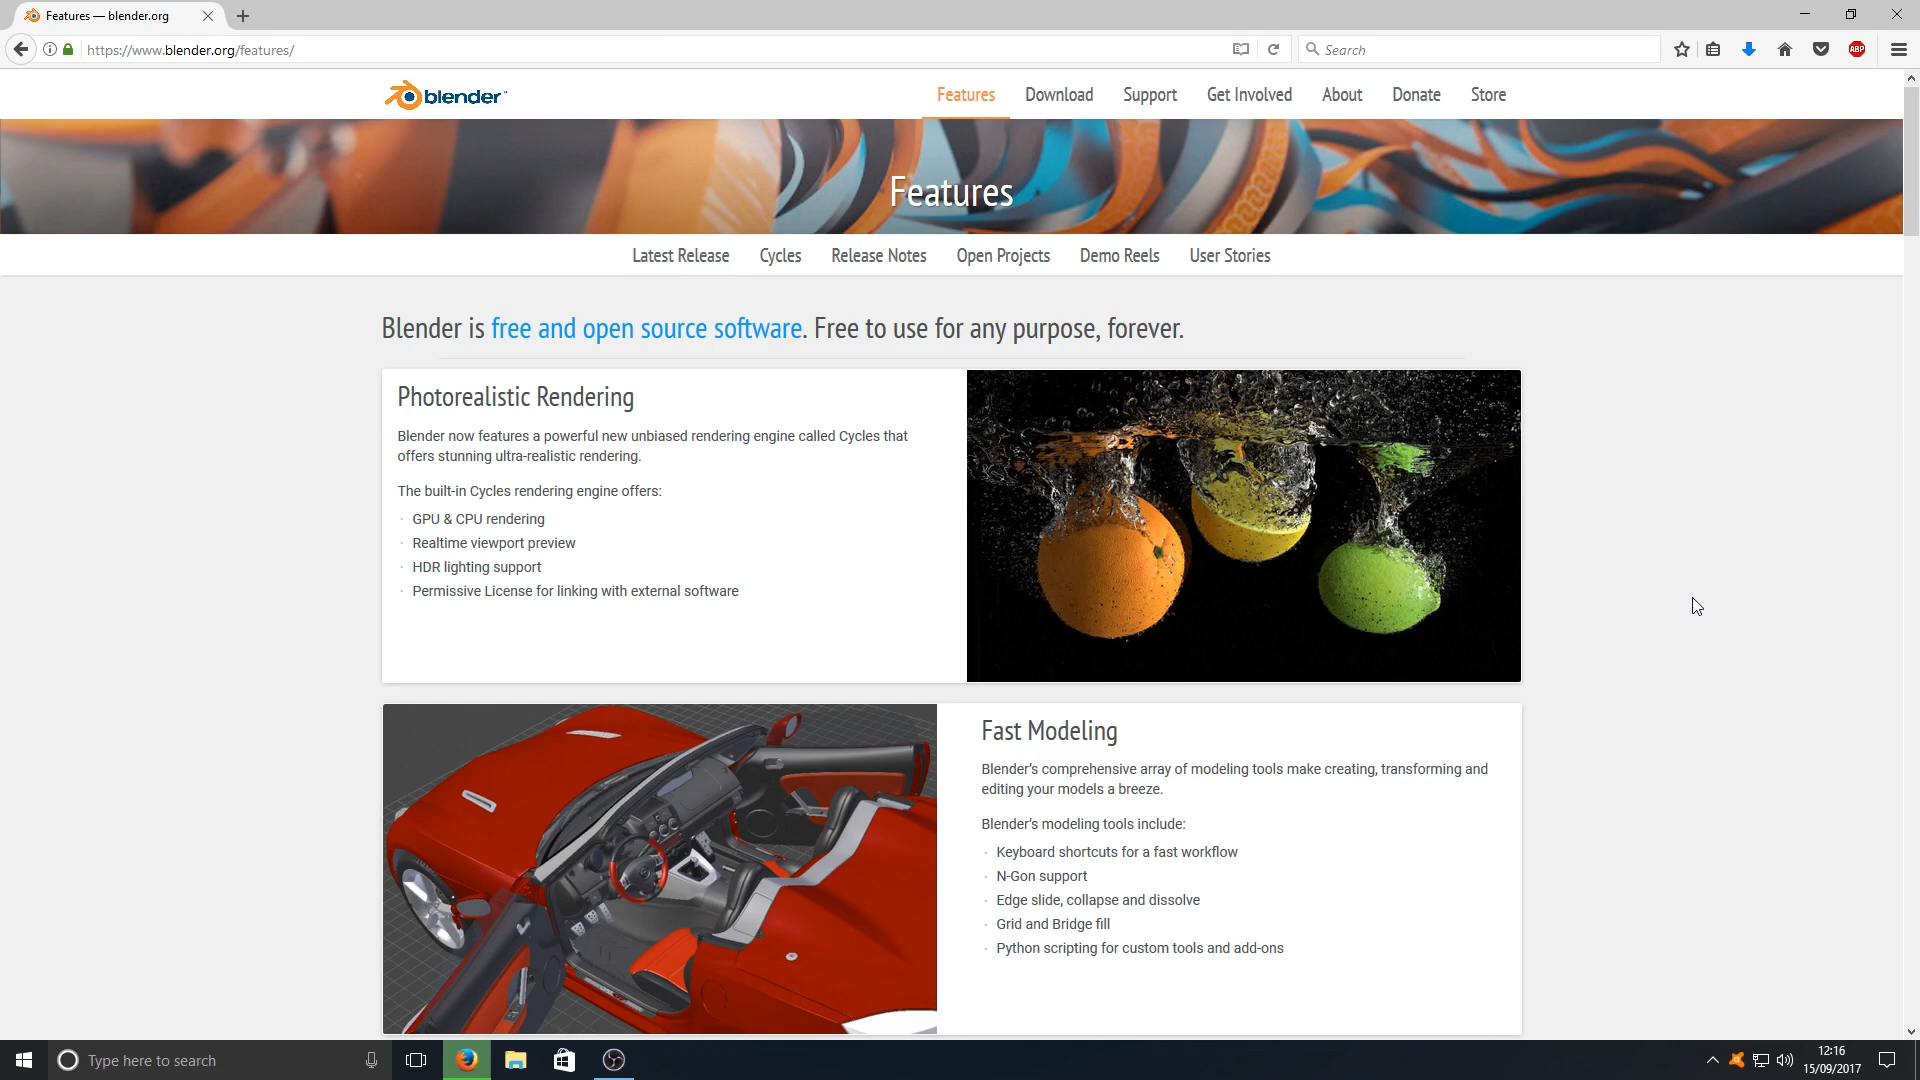 Features — blender.org
https://www.blender.org/features/
Search
ABP
blender
Features
Download
Support
Get Involved
About
Donate
Store
Features
Latest Release
Cycles
Release Notes
Open Projects
Demo Reels
User Stories
Blender is free and open source software. Free to use for any purpose, forever.
Photorealistic Rendering
Blender now features a powerful new unbiased rendering engine called Cycles that
offers stunning ultra-realistic rendering.
The built-in Cycles rendering engine offers:
· GPU & CPU rendering
· Realtime viewport preview
· HDR lighting support
· Permissive License for linking with external software
Fast Modeling
Blender’s comprehensive array of modeling tools make creating, transforming and
editing your models a breeze.
Blender’s modeling tools include:
· Keyboard shortcuts for a fast workflow
· N-Gon support
· Edge slide, collapse and dissolve
· Grid and Bridge fill
· Python scripting for custom tools and add-ons
Type here to search
12:16
15/09/2017